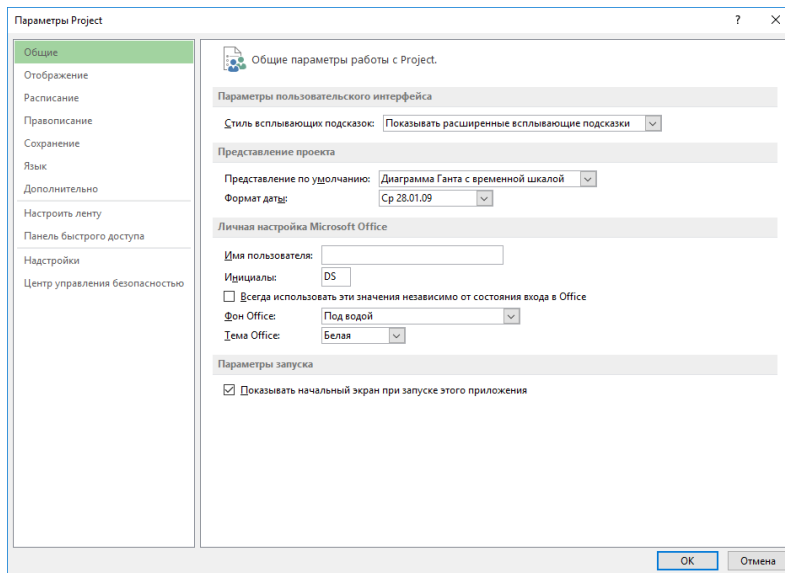 Параметры Project
?
Общие
Отображение
Расписание
Правописание
Сохранение
Язык
Дополнительно
Настроить ленту
Панель быстрого доступа
Надстройки
Центр управления безопасностью
Общие параметры работы с Project.
Параметры пользовательского интерфейса
Стиль всплывающих подсказок: Показывать расширенные всплывающие подсказки
Представление проекта
Представление по умолчанию: Диаграмма Ганта с временной шкалой
Формат даты: Ср 28.01.09
Личная настройка Microsoft Office
Имя пользователя:
Инициалы: DS
Всегда использовать эти значения независимо от состояния входа в Office
Фон Office: Под водой
Тема Office: Белая
Параметры запуска
Показывать начальный экран при запуске этого приложения
ОК Отмена